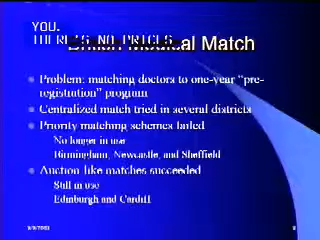 YOU.
THERE IS NO PRICES
British Medical Match
Problem: matching doctors to one-year “pre-
registration” program
Centralized match tried in several districts
Priority matching schemes failed
No longer in use
Birmingham, Newcastle, and Sheffield
Auction-like matches succeeded
Still in use
Edinburgh and Cardiff